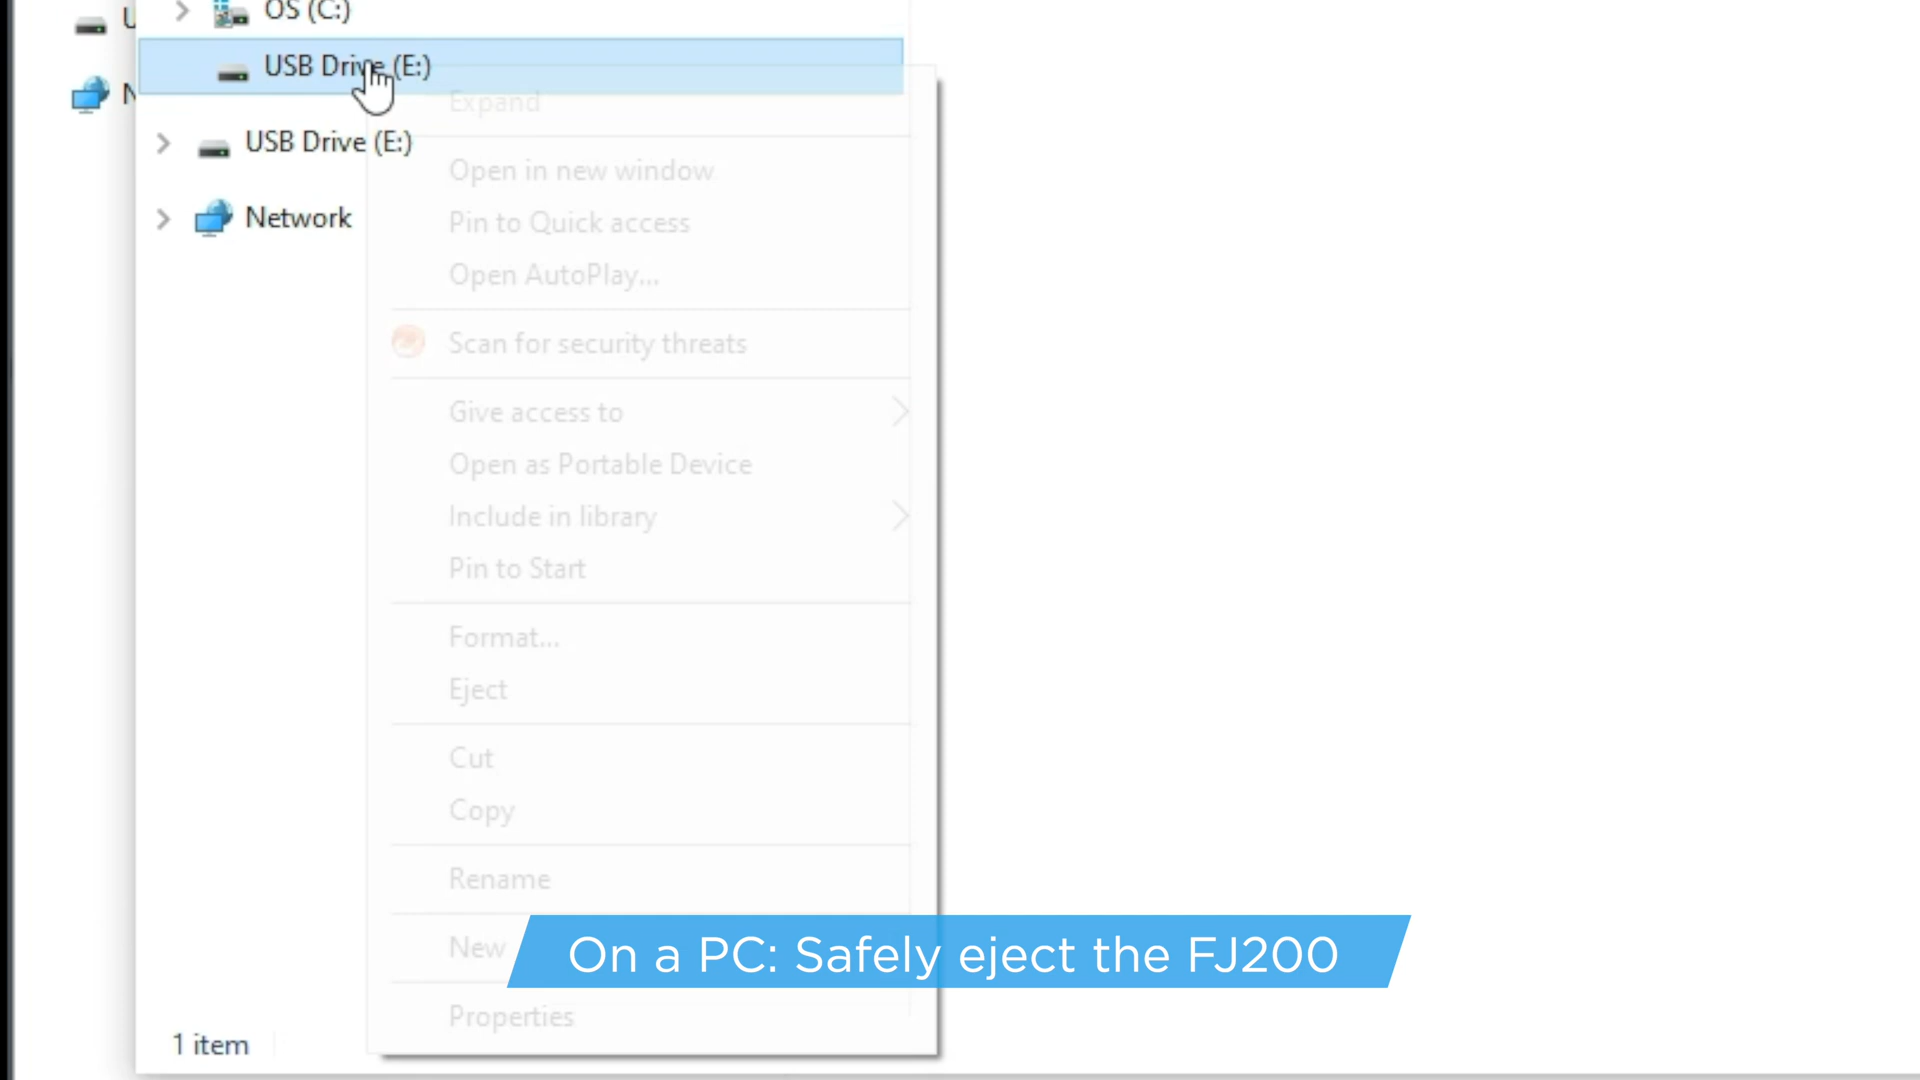 OS (C:)
USB Drive (E:)
USB Drive (E:)
Network
Expand
Open in new window
Pin to Quick access
Open AutoPlay...
Scan for security threats
Give access to
Open as Portable Device
Include in library
Pin to Start
Format...
Eject
Cut
Copy
Rename
New
Properties
On a PC: Safely eject the FJ200
1 item